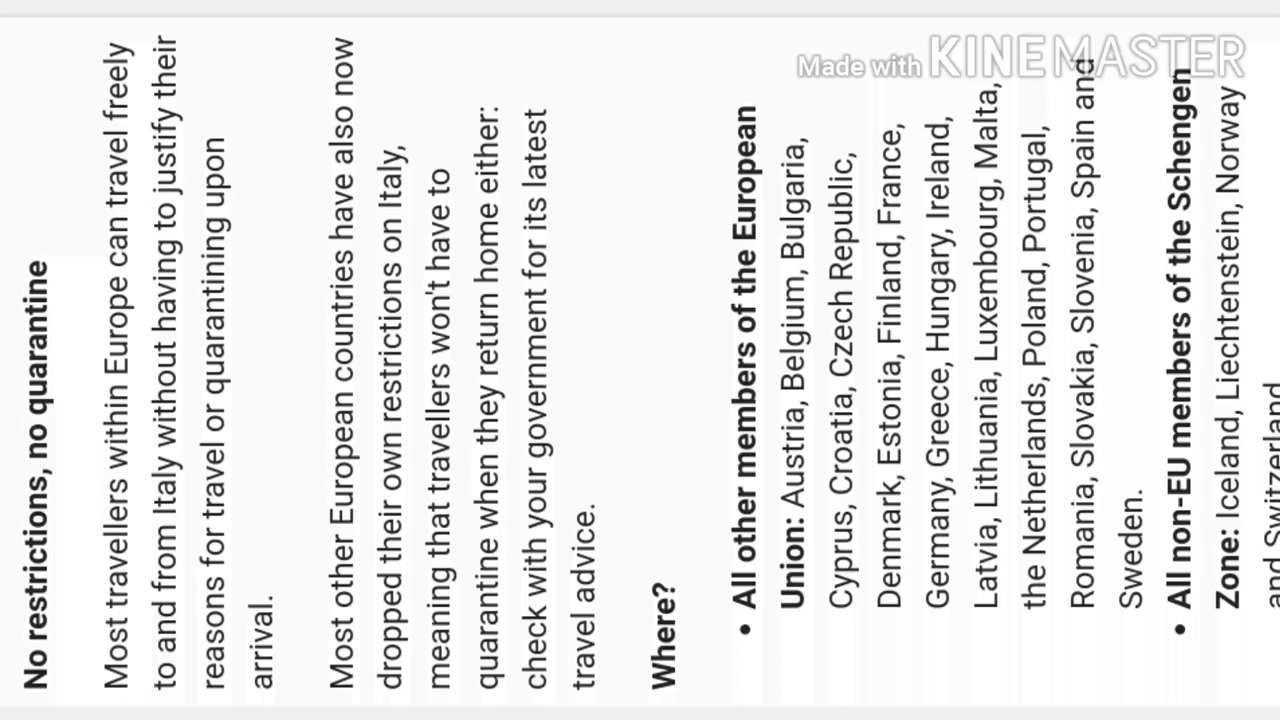 Made with KINEMASTER
No restrictions, no quarantine
Most travellers within Europe can travel freely
to and from Italy without having to justify their
reasons for travel or quarantining upon
arrival.
Most other European countries have also now
dropped their own restrictions on Italy,
meaning that travellers won't have to
quarantine when they return home either:
check with your government for its latest
travel advice.
Where?
• All other members of the European
Union: Austria, Belgium, Bulgaria,
Cyprus, Croatia, Czech Republic,
Denmark, Estonia, Finland, France,
Germany, Greece, Hungary, Ireland,
Latvia, Lithuania, Luxembourg, Malta,
the Netherlands, Poland, Portugal,
Romania, Slovakia, Slovenia, Spain and
Sweden.
• All non-EU members of the Schengen
Zone: Iceland, Liechtenstein, Norway
and Switzerland